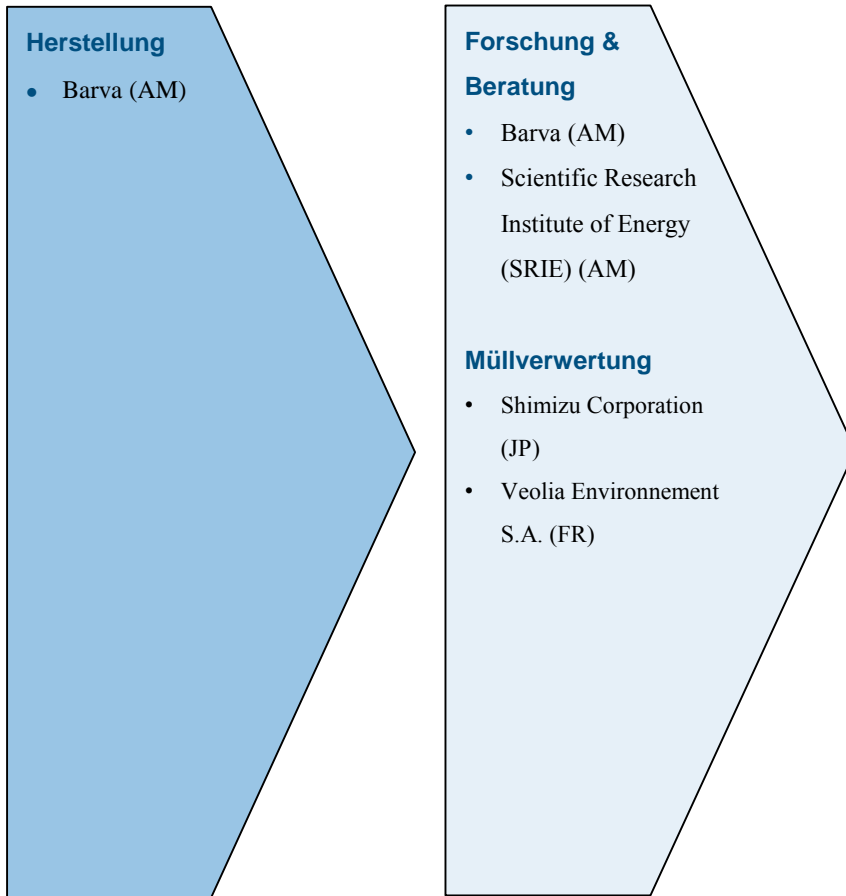 Herstellung
• Barva (AM)
Forschung &
Beratung
• Barva (AM)
• Scientific Research
Institute of Energy
(SRIE) (AM)
Müllverwertung
• Shimizu Corporation
(JP)
• Veolia Environnement
S.A. (FR)